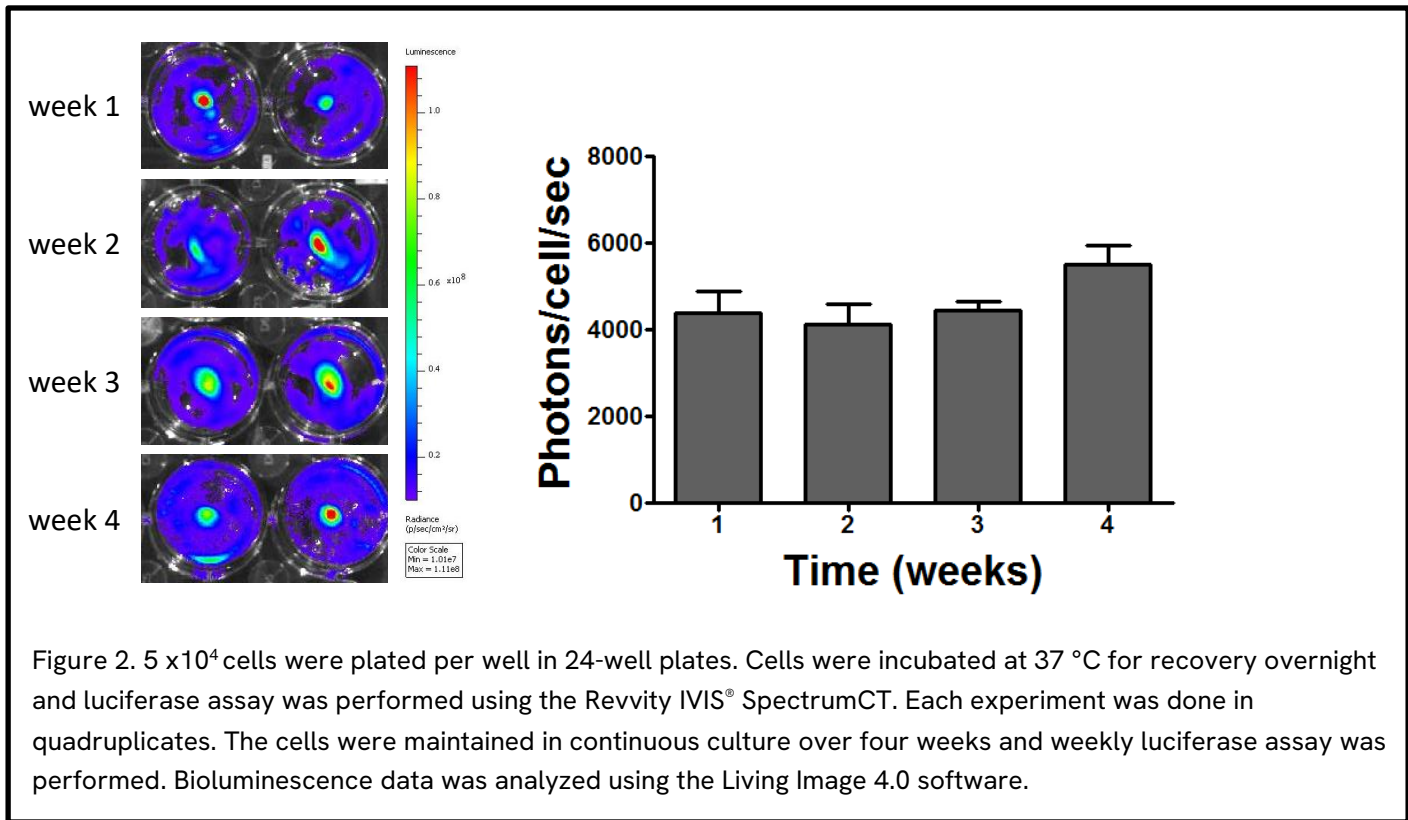 week 1
week 2
week 3
week 4
Luminescence
1.0
0.8
0.6
x10⁸
0.4
0.2
Radiance
(p/sec/cm²/sr)
Color Scale
Min = 1.01e7
Max = 1.11e8
Photons/cell/sec
8000
6000
4000
2000
0
1 2 3 4
Time (weeks)
Figure 2. 5 x10⁴ cells were plated per well in 24-well plates. Cells were incubated at 37 °C for recovery overnight
and luciferase assay was performed using the Revvity IVIS® SpectrumCT. Each experiment was done in
quadruplicates. The cells were maintained in continuous culture over four weeks and weekly luciferase assay was
performed. Bioluminescence data was analyzed using the Living Image 4.0 software.